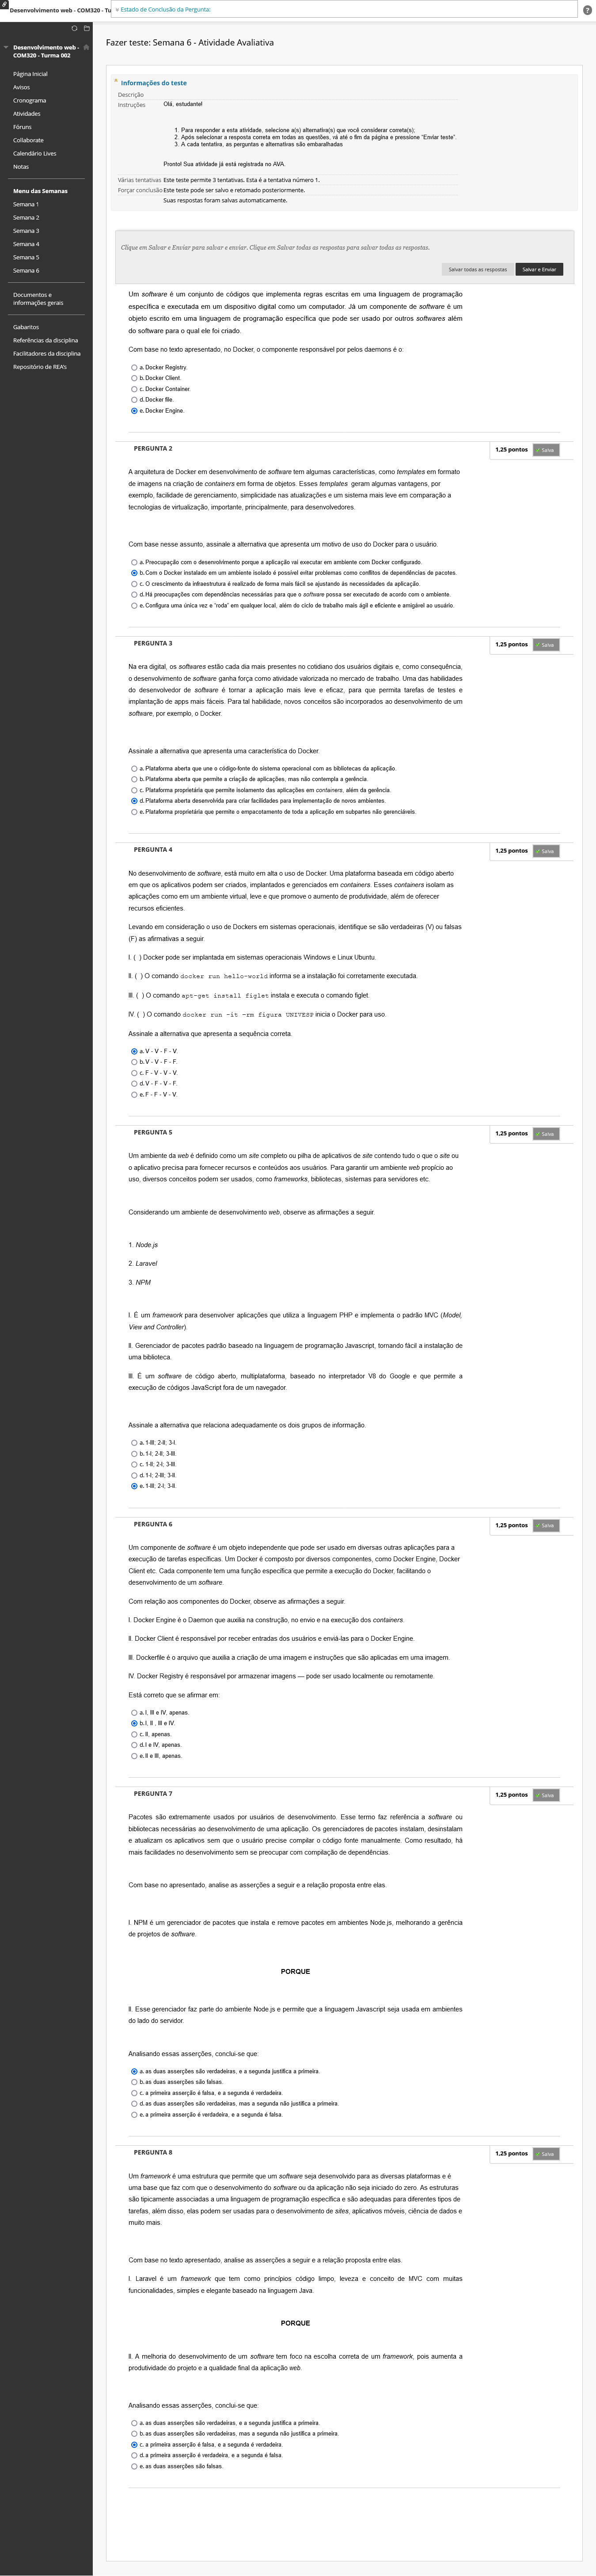 Desenvolvimento web - COM320 - Tu
Estado de Conclusão da Pergunta:
?
Desenvolvimento web -
COM320 - Turma 002
Página Inicial
Avisos
Cronograma
Atividades
Fóruns
Collaborate
Calendário Lives
Notas
Menu das Semanas
Semana 1
Semana 2
Semana 3
Semana 4
Semana 5
Semana 6
Documentos e
informações gerais
Gabaritos
Referências da disciplina
Facilitadores da disciplina
Repositório de REA's
Fazer teste: Semana 6 - Atividade Avaliativa
* Informações do teste
Descrição
Instruções Olá, estudante!
1. Para responder a esta atividade, selecione a(s) alternativa(s) que você considerar correta(s);
2. Após selecionar a resposta correta em todas as questões, vá até o fim da página e pressione “Enviar teste”.
3. A cada tentativa, as perguntas e alternativas são embaralhadas
Pronto! Sua atividade já está registrada no AVA.
Várias tentativas Este teste permite 3 tentativas. Esta é a tentativa número 1.
Forçar conclusão Este teste pode ser salvo e retomado posteriormente.
Suas respostas foram salvas automaticamente.
Clique em Salvar e Enviar para salvar e enviar. Clique em Salvar todas as respostas para salvar todas as respostas.
Salvar todas as respostas Salvar e Enviar
Um software é um conjunto de códigos que implementa regras escritas em uma linguagem de programação
específica e executada em um dispositivo digital como um computador. Já um componente de software é um
objeto escrito em uma linguagem de programação específica que pode ser usado por outros softwares além
do software para o qual ele foi criado.
Com base no texto apresentado, no Docker, o componente responsável por pelos daemons é o:
a. Docker Registry.
b. Docker Client.
c. Docker Container.
d. Docker file.
e. Docker Engine.
PERGUNTA 2
1,25 pontos Salva
A arquitetura de Docker em desenvolvimento de software tem algumas características, como templates em formato
de imagens na criação de containers em forma de objetos. Esses templates geram algumas vantagens, por
exemplo, facilidade de gerenciamento, simplicidade nas atualizações e um sistema mais leve em comparação a
tecnologias de virtualização, importante, principalmente, para desenvolvedores.
Com base nesse assunto, assinale a alternativa que apresenta um motivo de uso do Docker para o usuário.
a. Preocupação com o desenvolvimento porque a aplicação vai executar em ambiente com Docker configurado.
b. Com o Docker instalado em um ambiente isolado é possível evitar problemas como conflitos de dependências de pacotes.
c. O crescimento da infraestrutura é realizado de forma mais fácil se ajustando às necessidades da aplicação.
d. Há preocupações com dependências necessárias para que o software possa ser executado de acordo com o ambiente.
e. Configura uma única vez e “roda” em qualquer local, além do ciclo de trabalho mais ágil e eficiente e amigável ao usuário.
PERGUNTA 3
1,25 pontos Salva
Na era digital, os softwares estão cada dia mais presentes no cotidiano dos usuários digitais e, como consequência,
o desenvolvimento de software ganha força como atividade valorizada no mercado de trabalho. Uma das habilidades
do desenvolvedor de software é tornar a aplicação mais leve e eficaz, para que permita tarefas de testes e
implantação de apps mais fáceis. Para tal habilidade, novos conceitos são incorporados ao desenvolvimento de um
software, por exemplo, o Docker.
Assinale a alternativa que apresenta uma característica do Docker.
a. Plataforma aberta que une o código-fonte do sistema operacional com as bibliotecas da aplicação.
b. Plataforma aberta que permite a criação de aplicações, mas não contempla a gerência.
c. Plataforma proprietária que permite isolamento das aplicações em containers, além da gerência.
d. Plataforma aberta desenvolvida para criar facilidades para implementação de novos ambientes.
e. Plataforma proprietária que permite o empacotamento de toda a aplicação em subpartes não gerenciáveis.
PERGUNTA 4
1,25 pontos Salva
No desenvolvimento de software, está muito em alta o uso de Docker. Uma plataforma baseada em código aberto
em que os aplicativos podem ser criados, implantados e gerenciados em containers. Esses containers isolam as
aplicações como em um ambiente virtual, leve e que promove o aumento de produtividade, além de oferecer
recursos eficientes.
Levando em consideração o uso de Dockers em sistemas operacionais, identifique se são verdadeiras (V) ou falsas
(F) as afirmativas a seguir.
I. ( ) Docker pode ser implantada em sistemas operacionais Windows e Linux Ubuntu.
II. ( ) O comando docker run hello-world informa se a instalação foi corretamente executada.
III. ( ) O comando apt-get install figlet instala e executa o comando figlet.
IV. ( ) O comando docker run -it -rm figura UNIVESP inicia o Docker para uso.
Assinale a alternativa que apresenta a sequência correta.
a. V - V - F - V.
b. V - V - F - F.
c. F - V - V - V.
d. V - F - V - F.
e. F - F - V - V.
PERGUNTA 5
1,25 pontos Salva
Um ambiente da web é definido como um site completo ou pilha de aplicativos de site contendo tudo o que o site ou
o aplicativo precisa para fornecer recursos e conteúdos aos usuários. Para garantir um ambiente web propício ao
uso, diversos conceitos podem ser usados, como frameworks, bibliotecas, sistemas para servidores etc.
Considerando um ambiente de desenvolvimento web, observe as afirmações a seguir.
1. Node.js
2. Laravel
3. NPM
I. É um framework para desenvolver aplicações que utiliza a linguagem PHP e implementa o padrão MVC (Model,
View and Controller).
II. Gerenciador de pacotes padrão baseado na linguagem de programação Javascript, tornando fácil a instalação de
uma biblioteca.
III. É um software de código aberto, multiplataforma, baseado no interpretador V8 do Google e que permite a
execução de códigos JavaScript fora de um navegador.
Assinale a alternativa que relaciona adequadamente os dois grupos de informação.
a. 1-III; 2-II; 3-I.
b. 1-I; 2-II; 3-III.
c. 1-II; 2-I; 3-III.
d. 1-I; 2-III; 3-II.
e. 1-III; 2-I; 3-II.
PERGUNTA 6
1,25 pontos Salva
Um componente de software é um objeto independente que pode ser usado em diversas outras aplicações para a
execução de tarefas específicas. Um Docker é composto por diversos componentes, como Docker Engine, Docker
Client etc. Cada componente tem uma função específica que permite a execução do Docker, facilitando o
desenvolvimento de um software.
Com relação aos componentes do Docker, observe as afirmações a seguir.
I. Docker Engine é o Daemon que auxilia na construção, no envio e na execução dos containers.
II. Docker Client é responsável por receber entradas dos usuários e enviá-las para o Docker Engine.
III. Dockerfile é o arquivo que auxilia a criação de uma imagem e instruções que são aplicadas em uma imagem.
IV. Docker Registry é responsável por armazenar imagens — pode ser usado localmente ou remotamente.
Está correto que se afirmar em:
a. I, III e IV, apenas.
b. I, II , III e IV.
c. II, apenas.
d. I e IV, apenas.
e. II e III, apenas.
PERGUNTA 7
1,25 pontos Salva
Pacotes são extremamente usados por usuários de desenvolvimento. Esse termo faz referência a software ou
bibliotecas necessárias ao desenvolvimento de uma aplicação. Os gerenciadores de pacotes instalam, desinstalam
e atualizam os aplicativos sem que o usuário precise compilar o código fonte manualmente. Como resultado, há
mais facilidades no desenvolvimento sem se preocupar com compilação de dependências.
Com base no apresentado, analise as asserções a seguir e a relação proposta entre elas.
I. NPM é um gerenciador de pacotes que instala e remove pacotes em ambientes Node.js, melhorando a gerência
de projetos de software.
PORQUE
II. Esse gerenciador faz parte do ambiente Node.js e permite que a linguagem Javascript seja usada em ambientes
do lado do servidor.
Analisando essas asserções, conclui-se que:
a. as duas asserções são verdadeiras, e a segunda justifica a primeira.
b. as duas asserções são falsas.
c. a primeira asserção é falsa, e a segunda é verdadeira.
d. as duas asserções são verdadeiras, mas a segunda não justifica a primeira.
e. a primeira asserção é verdadeira, e a segunda é falsa.
PERGUNTA 8
1,25 pontos Salva
Um framework é uma estrutura que permite que um software seja desenvolvido para as diversas plataformas e é
uma base que faz com que o desenvolvimento do software ou da aplicação não seja iniciado do zero. As estruturas
são tipicamente associadas a uma linguagem de programação específica e são adequadas para diferentes tipos de
tarefas, além disso, elas podem ser usadas para o desenvolvimento de sites, aplicativos móveis, ciência de dados e
muito mais.
Com base no texto apresentado, analise as asserções a seguir e a relação proposta entre elas.
I. Laravel é um framework que tem como princípios código limpo, leveza e conceito de MVC com muitas
funcionalidades, simples e elegante baseado na linguagem Java.
PORQUE
II. A melhoria do desenvolvimento de um software tem foco na escolha correta de um framework, pois aumenta a
produtividade do projeto e a qualidade final da aplicação web.
Analisando essas asserções, conclui-se que:
a. as duas asserções são verdadeiras, e a segunda justifica a primeira.
b. as duas asserções são verdadeiras, mas a segunda não justifica a primeira.
c. a primeira asserção é falsa, e a segunda é verdadeira.
d. a primeira asserção é verdadeira, e a segunda é falsa.
e. as duas asserções são falsas.